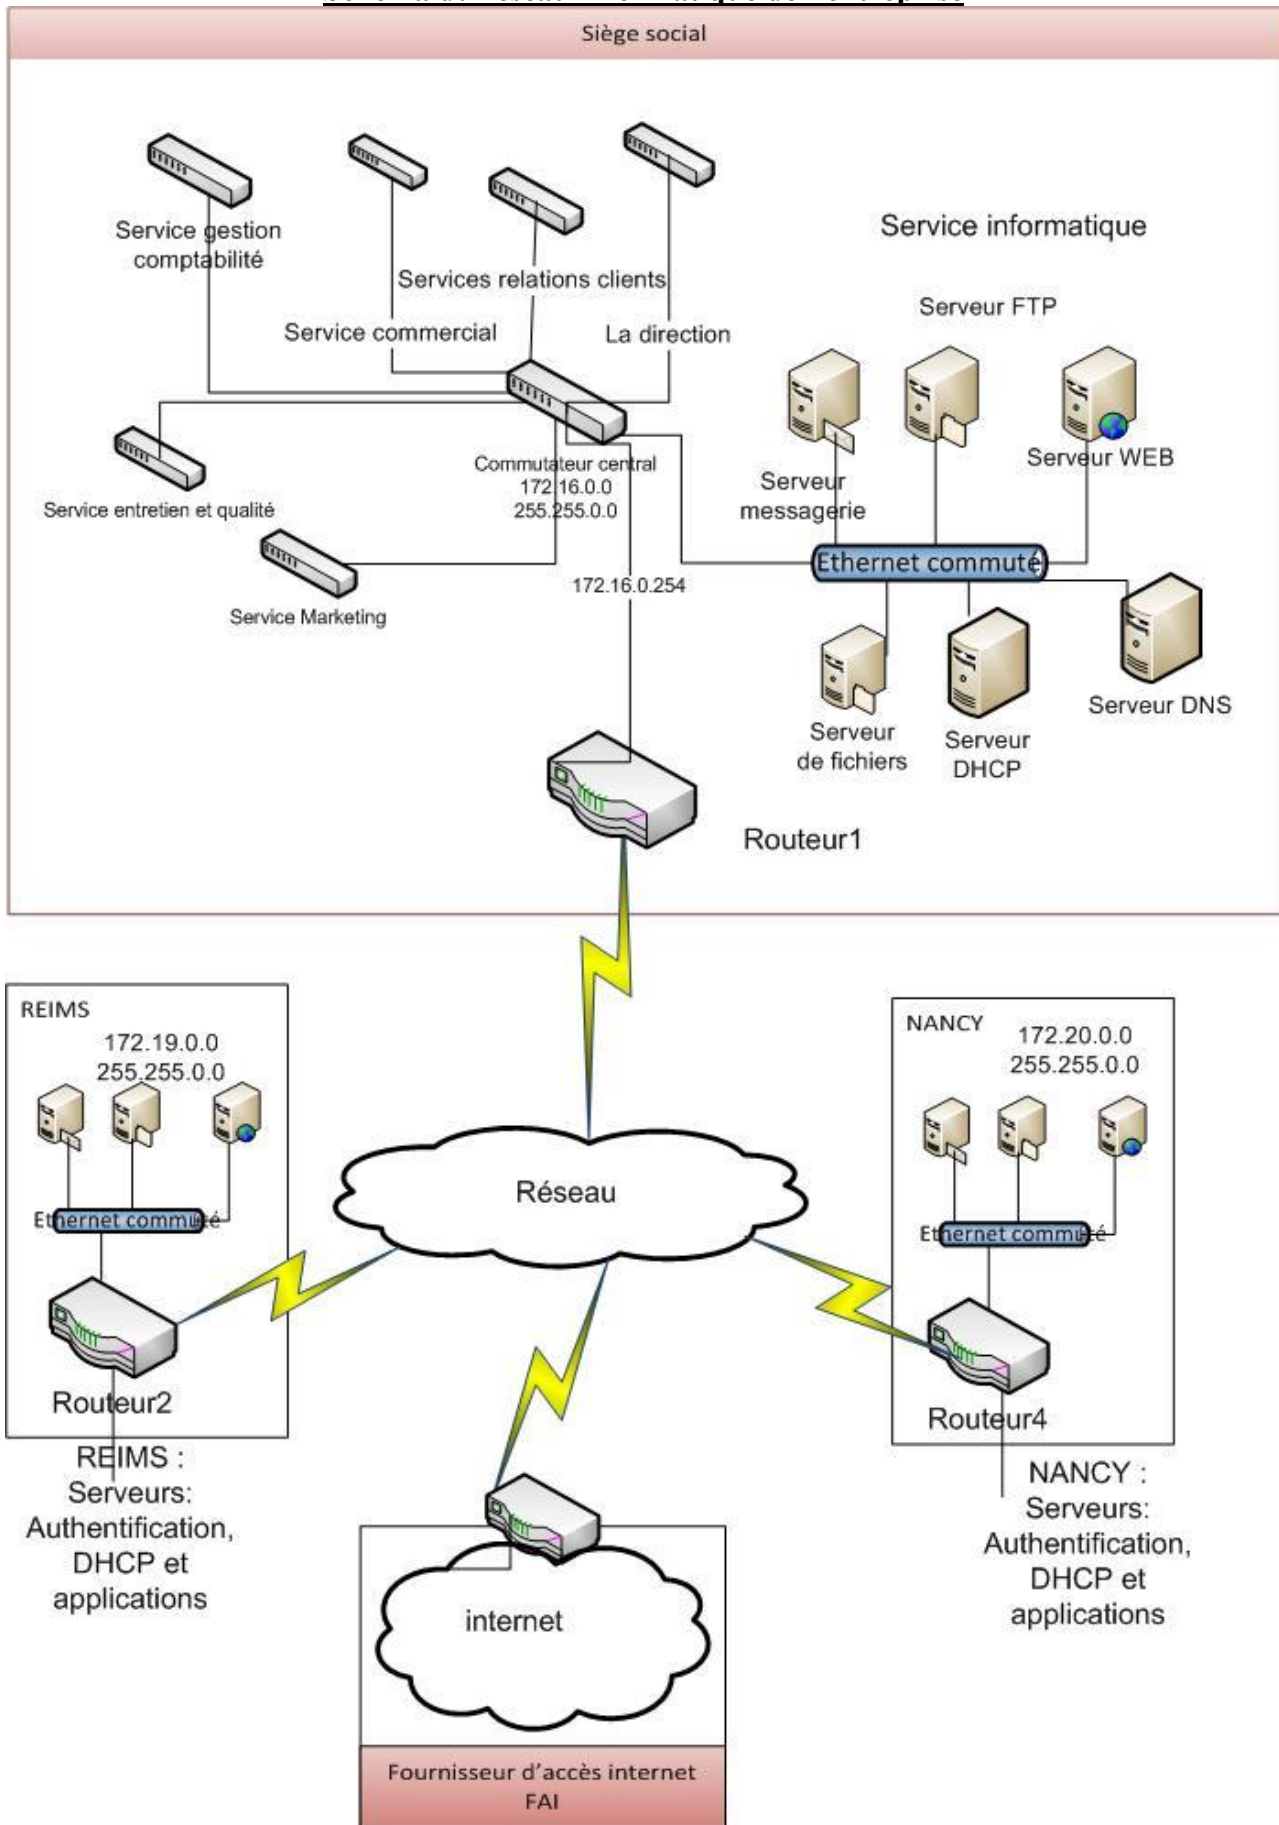 Siège social
Service gestion
comptabilité
Services relations clients
Service commercial
La direction
Service informatique
Serveur FTP
Serveur WEB
Serveur
messagerie
Commutateur central
172.16.0.0
255.255.0.0
Service entretien et qualité
Service Marketing
172.16.0.254
Ethernet commuté
Serveur
de fichiers
Serveur
DHCP
Serveur DNS
Routeur1
REIMS
172.19.0.0
255.255.0.0
Ethernet commuté
Routeur2
REIMS :
Serveurs:
Authentification,
DHCP et
applications
Réseau
NANCY
172.20.0.0
255.255.0.0
Ethernet commuté
Routeur4
NANCY :
Serveurs:
Authentification,
DHCP et
applications
internet
Fournisseur d'accès internet
FAI